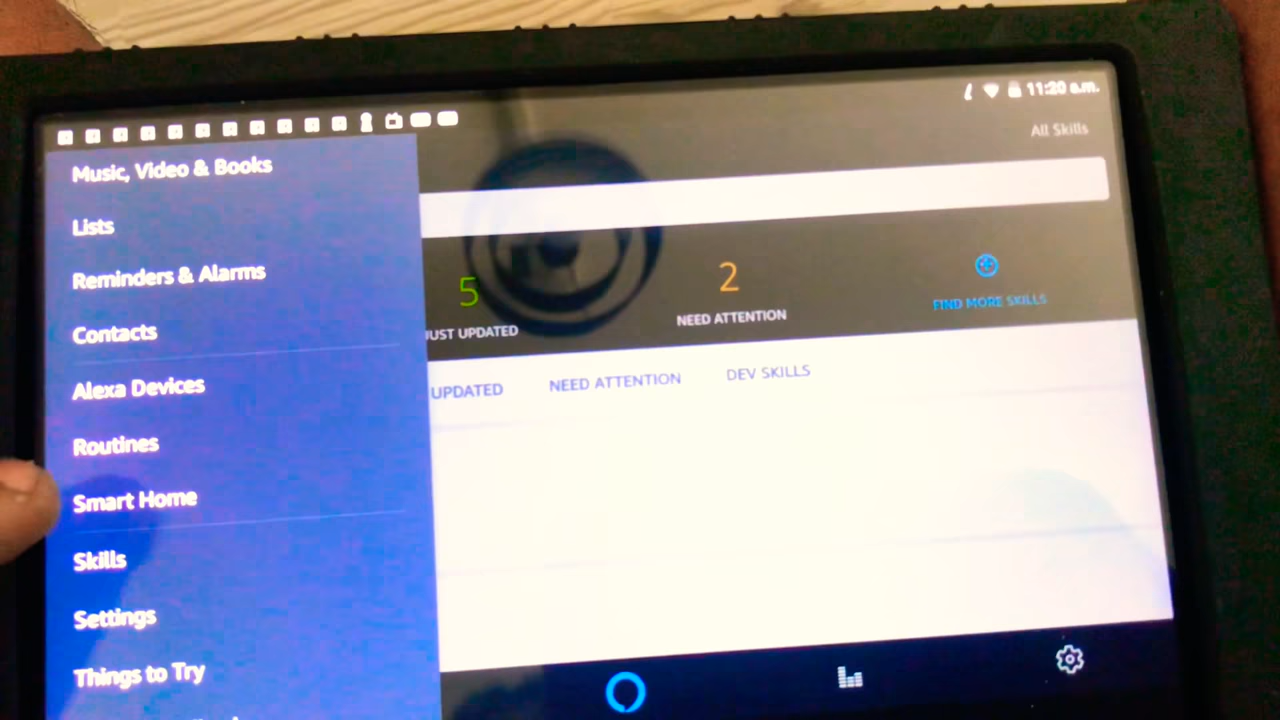 11:20 a.m.
All Skills
Music, Video & Books
Lists
Reminders & Alarms
Contacts
Alexa Devices
Routines
Smart Home
Skills
Settings
Things to Try
5
JUST UPDATED
2
NEED ATTENTION
FIND MORE SKILLS
UPDATED
NEED ATTENTION
DEV SKILLS